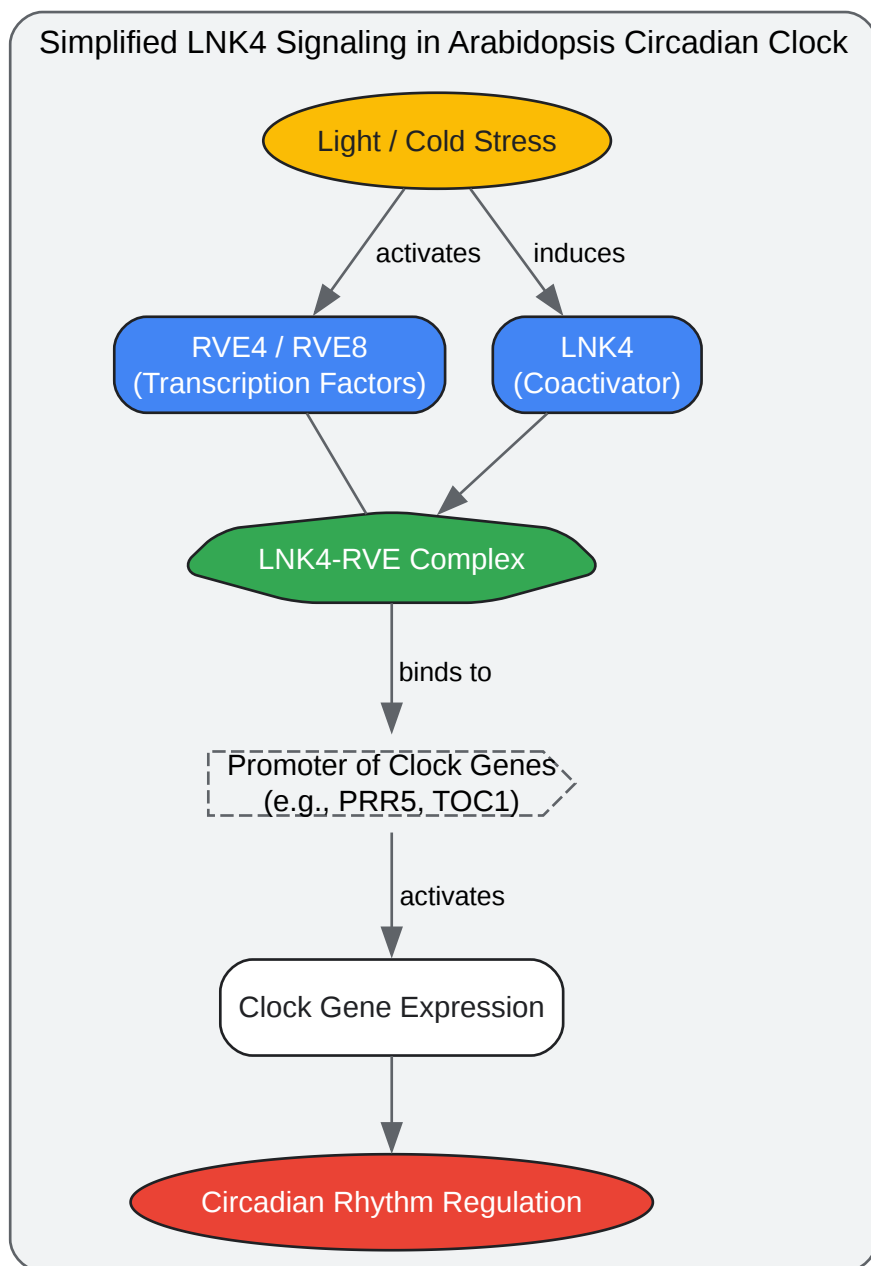 Simplified LNK4 Signaling in Arabidopsis Circadian Clock
Light / Cold Stress
activates
induces
RVE4 / RVE8
(Transcription Factors)
LNK4
(Coactivator)
LNK4-RVE Complex
binds to
Promoter of Clock Genes
(e.g., PRR5, TOC1)
activates
Clock Gene Expression
Circadian Rhythm Regulation